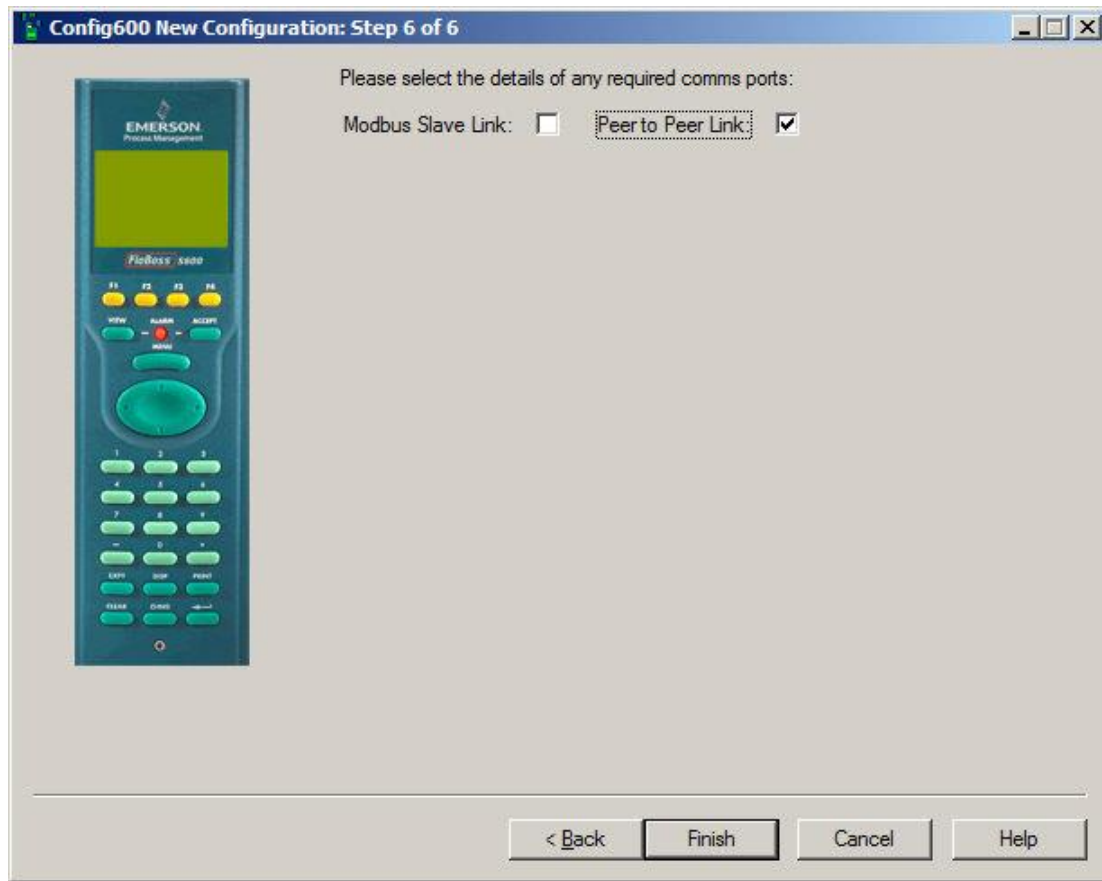 Config600 New Configuration: Step 6 of 6
Please select the details of any required comms ports:
Modbus Slave Link: Peer to Peer Link:
EMERSON
Process Management
FloBoss S600
F1 F2 F3 F4
VIEW ALARM ACCEPT
MENU
1 2 3
4 5 6
7 8 9
- 0 .
EXPT DISP PRINT
CLEAR CHNG
< Back Finish Cancel Help